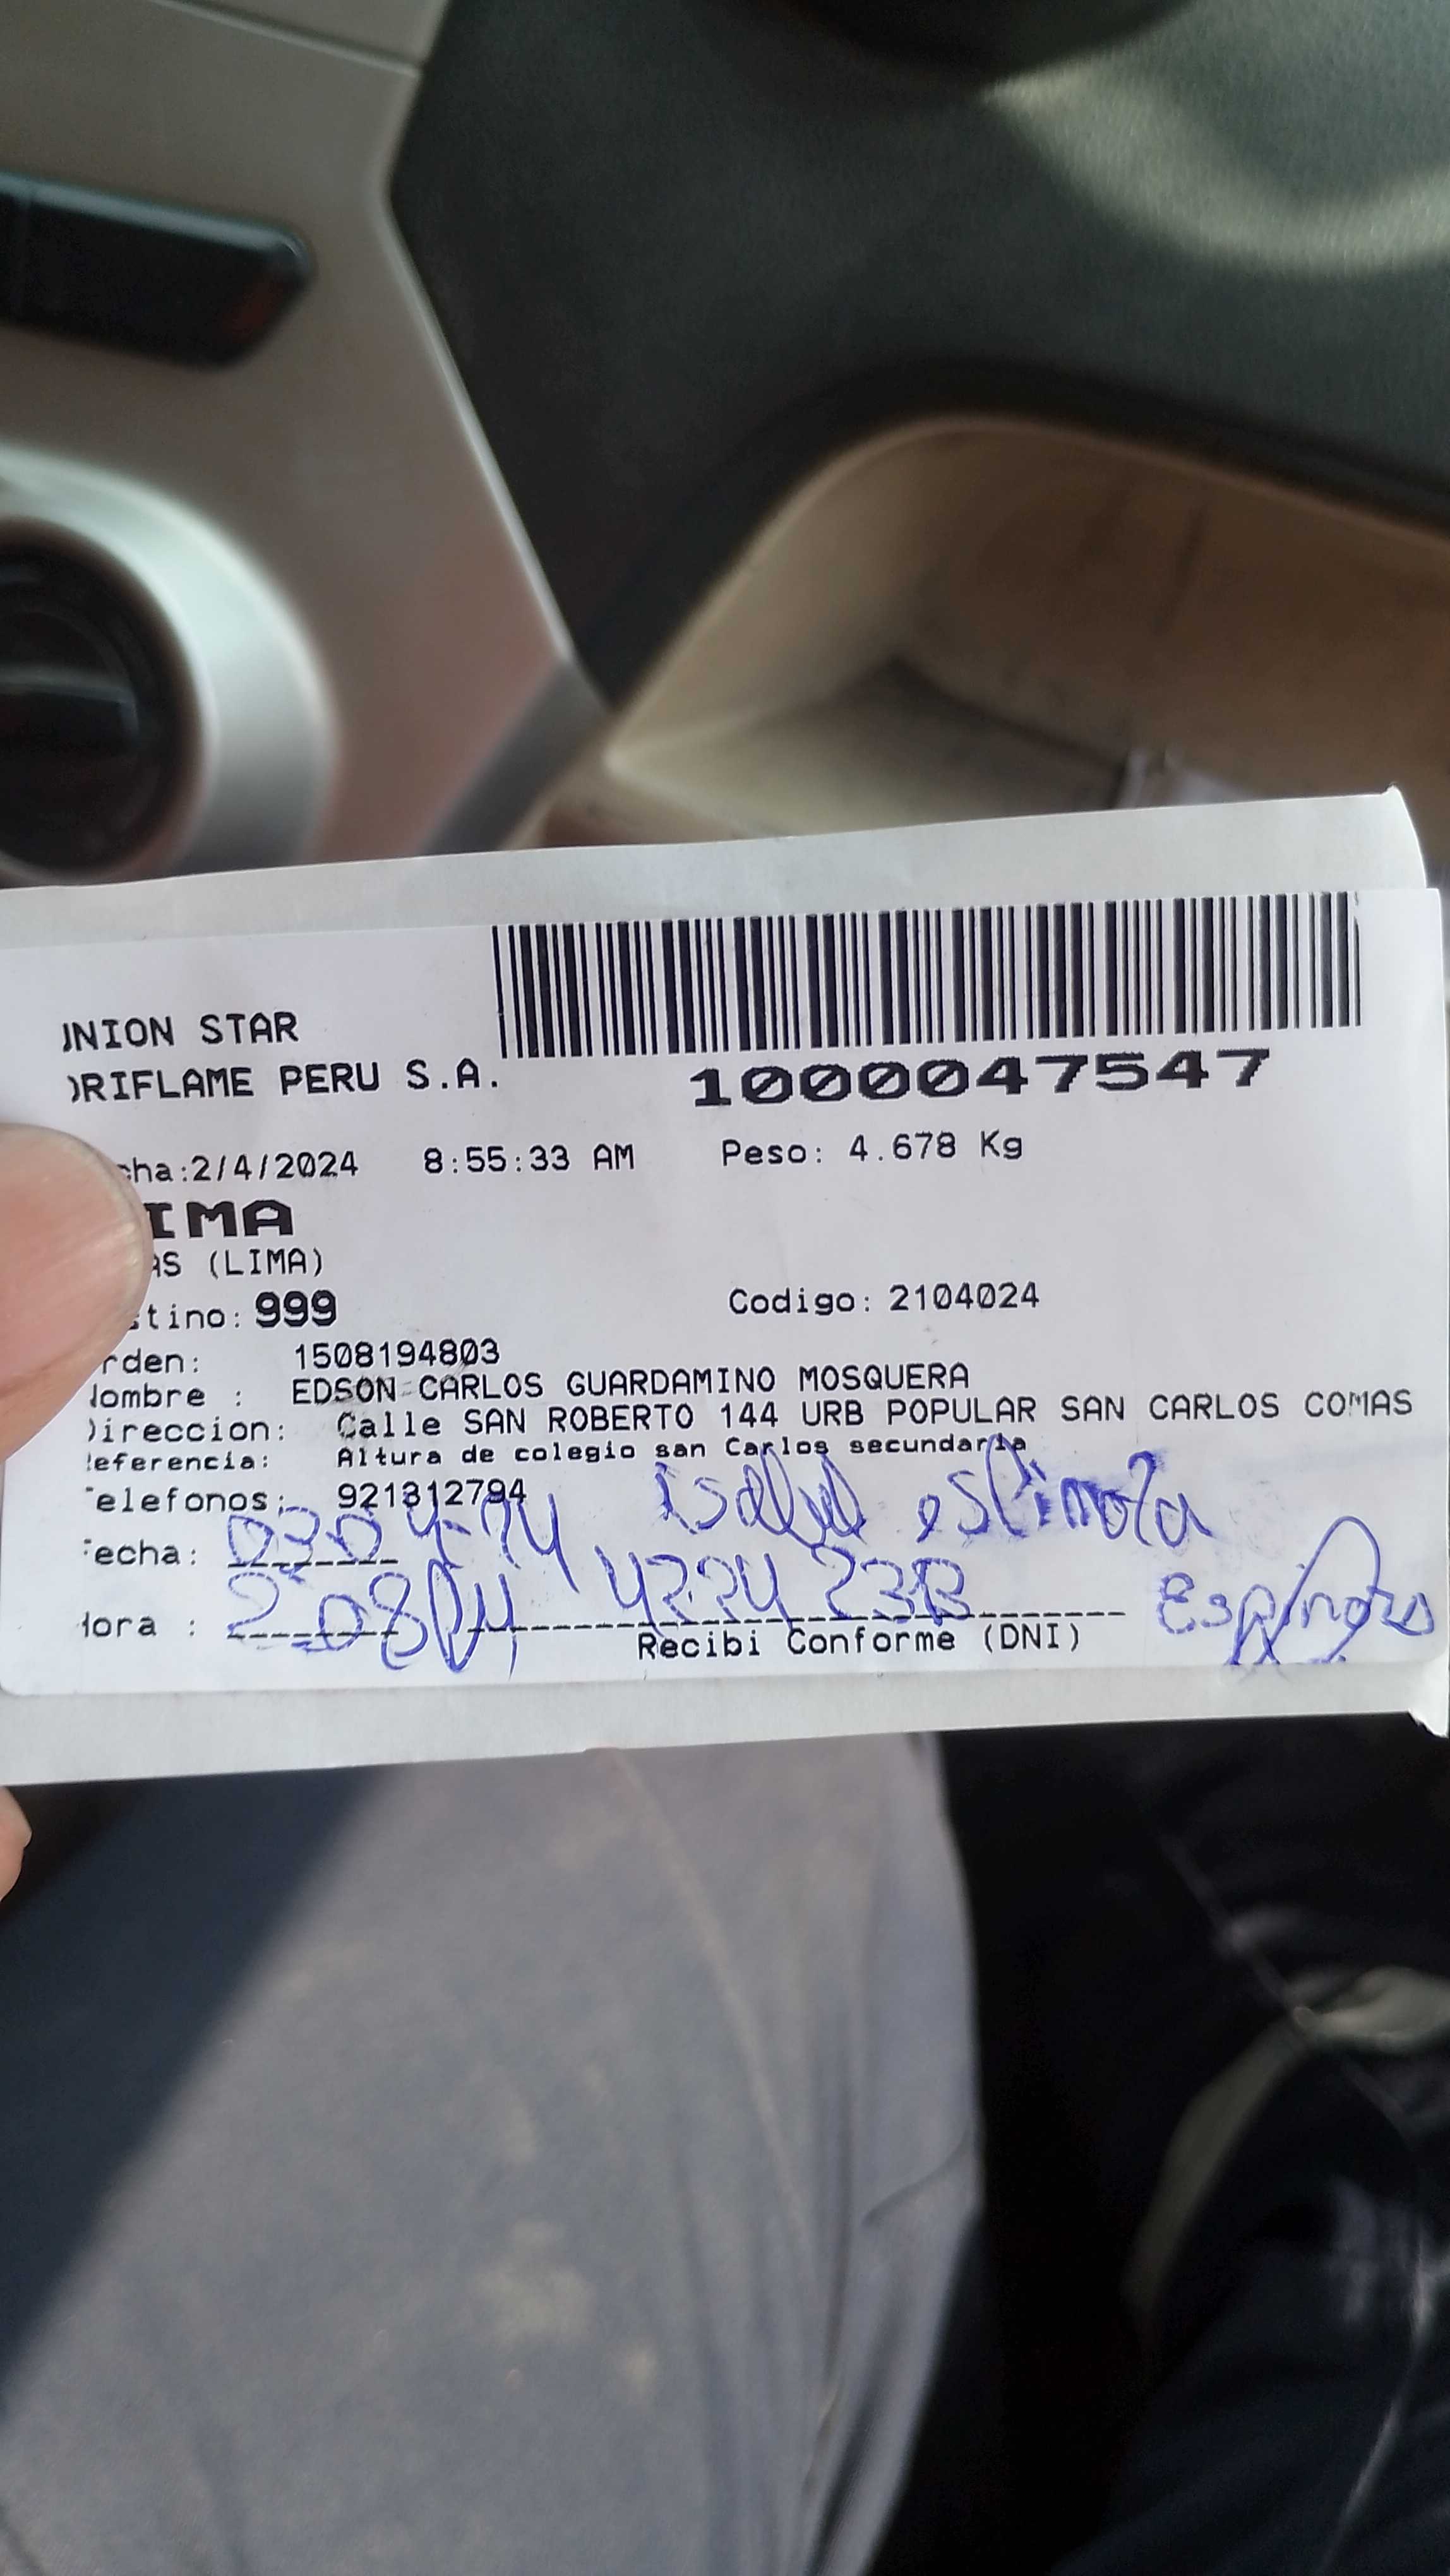 UNION STAR
ORIFLAME PERU S.A.
1000047547
cha:2/4/2024 8:55:33 AM Peso: 4.678 Kg
IMA
AS (LIMA)
stino: 999 Codigo: 2104024
rden: 1508194803
Nombre : EDSON CARLOS GUARDAMINO MOSQUERA
Direccion: Calle SAN ROBERTO 144 URB POPULAR SAN CARLOS COMAS
Referencia: Altura de colegio san Carlos secundaria
Telefonos: 921312794
Fecha:
Hora :
Espinoza
Recibi Conforme (DNI)